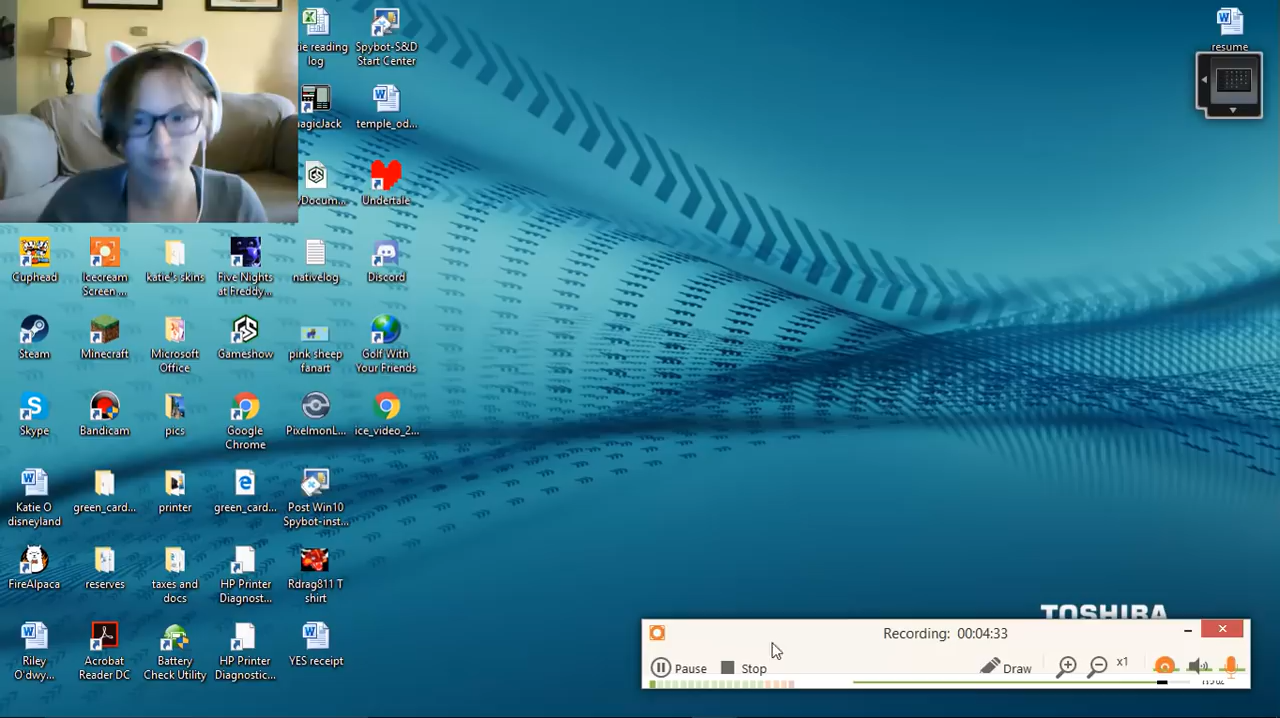 ie reading
log
Spybot-S&D
Start Center
resume
magicJack
temple_od...
yDocum...
Undertale
Cuphead
Icecream
Screen ...
katie's skins
Five Nights
at Freddy...
nativelog
Discord
Steam
Minecraft
Microsoft
Office
Gameshow
pink sheep
fanart
Golf With
Your Friends
Skype
Bandicam
pics
Google
Chrome
PixelmonL...
ice_video_2...
Katie O
disneyland
green_card...
printer
green_card...
Post Win10
Spybot-inst...
FireAlpaca
reserves
taxes and
docs
HP Printer
Diagnost...
Rdrag811 T
shirt
Riley
O'dwy...
Acrobat
Reader DC
Battery
Check Utility
HP Printer
Diagnostic...
YES receipt
TOSHIBA
Recording: 00:04:33
Pause
Stop
Draw
x1